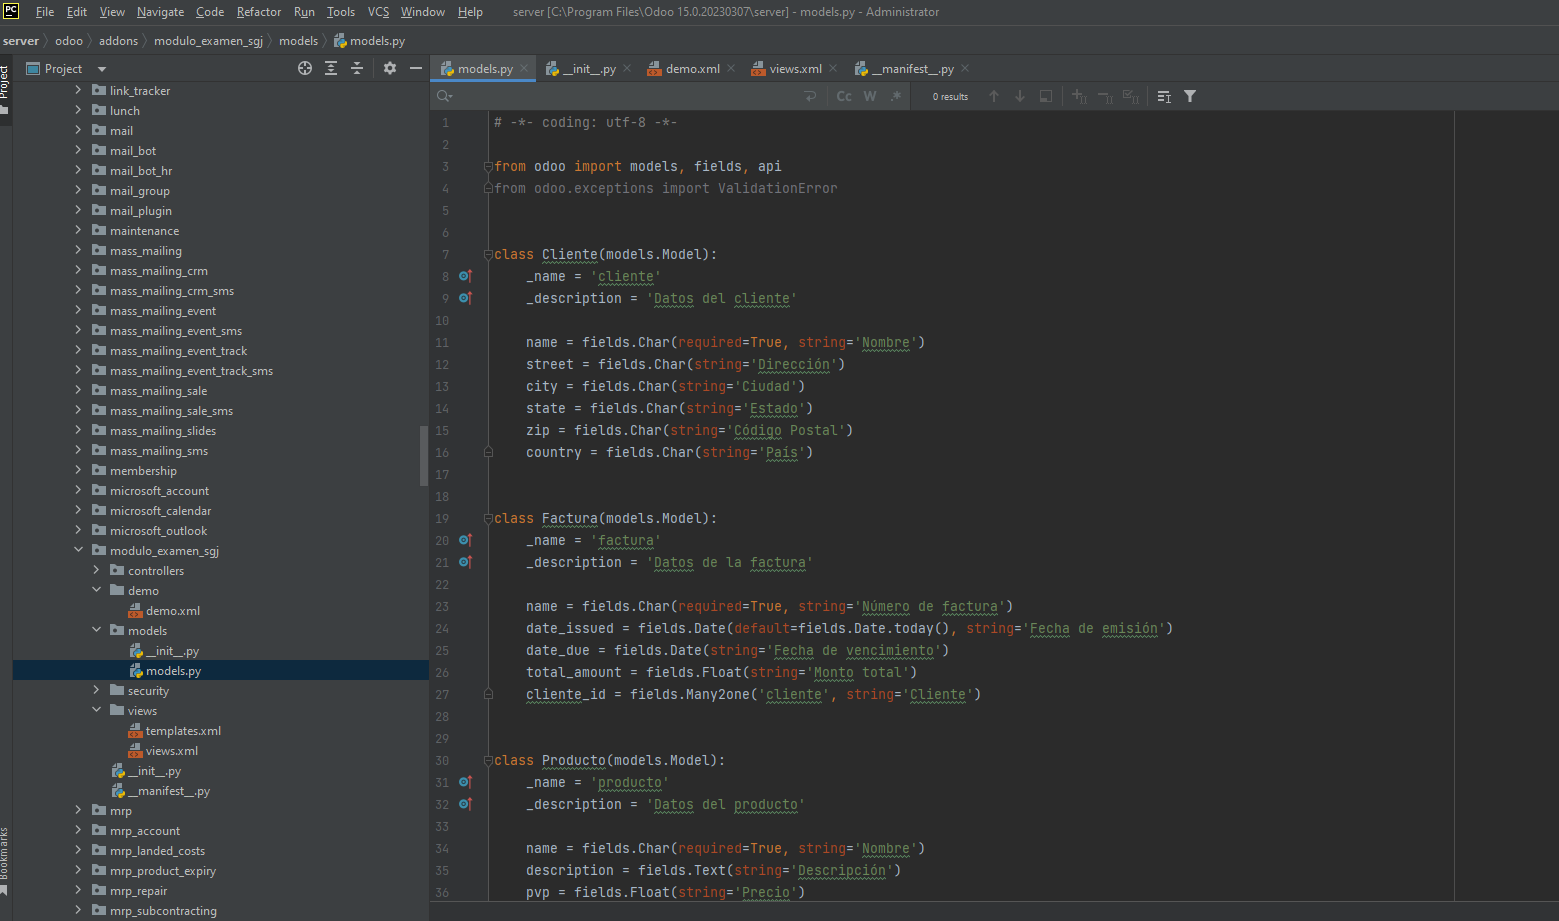 PC File Edit View Navigate Code Refactor Run Tools VCS Window Help server [C:\Program Files\Odoo 15.0.20230307\server] - models.py - Administrator
server odoo addons modulo_examen_sgj models models.py
Project
Project
models.py __init__.py demo.xml views.xml __manifest__.py
Cc W .* 0 results
link_tracker
lunch
mail
mail_bot
mail_bot_hr
mail_group
mail_plugin
maintenance
mass_mailing
mass_mailing_crm
mass_mailing_crm_sms
mass_mailing_event
mass_mailing_event_sms
mass_mailing_event_track
mass_mailing_event_track_sms
mass_mailing_sale
mass_mailing_sale_sms
mass_mailing_slides
mass_mailing_sms
membership
microsoft_account
microsoft_calendar
microsoft_outlook
modulo_examen_sgj
controllers
demo
demo.xml
models
__init__.py
models.py
security
views
templates.xml
views.xml
__init__.py
__manifest__.py
mrp
mrp_account
mrp_landed_costs
mrp_product_expiry
mrp_repair
mrp_subcontracting
Bookmarks
1 # -*- coding: utf-8 -*-
2
3 from odoo import models, fields, api
4 from odoo.exceptions import ValidationError
5
6
7 class Cliente(models.Model):
8 _name = 'cliente'
9 _description = 'Datos del cliente'
10
11 name = fields.Char(required=True, string='Nombre')
12 street = fields.Char(string='Dirección')
13 city = fields.Char(string='Ciudad')
14 state = fields.Char(string='Estado')
15 zip = fields.Char(string='Código Postal')
16 country = fields.Char(string='Pais')
17
18
19 class Factura(models.Model):
20 _name = 'factura'
21 _description = 'Datos de la factura'
22
23 name = fields.Char(required=True, string='Número de factura')
24 date_issued = fields.Date(default=fields.Date.today(), string='Fecha de emisión')
25 date_due = fields.Date(string='Fecha de vencimiento')
26 total_amount = fields.Float(string='Monto total')
27 cliente_id = fields.Many2one('cliente', string='Cliente')
28
29
30 class Producto(models.Model):
31 _name = 'producto'
32 _description = 'Datos del producto'
33
34 name = fields.Char(required=True, string='Nombre')
35 description = fields.Text(string='Descripción')
36 pvp = fields.Float(string='Precio')